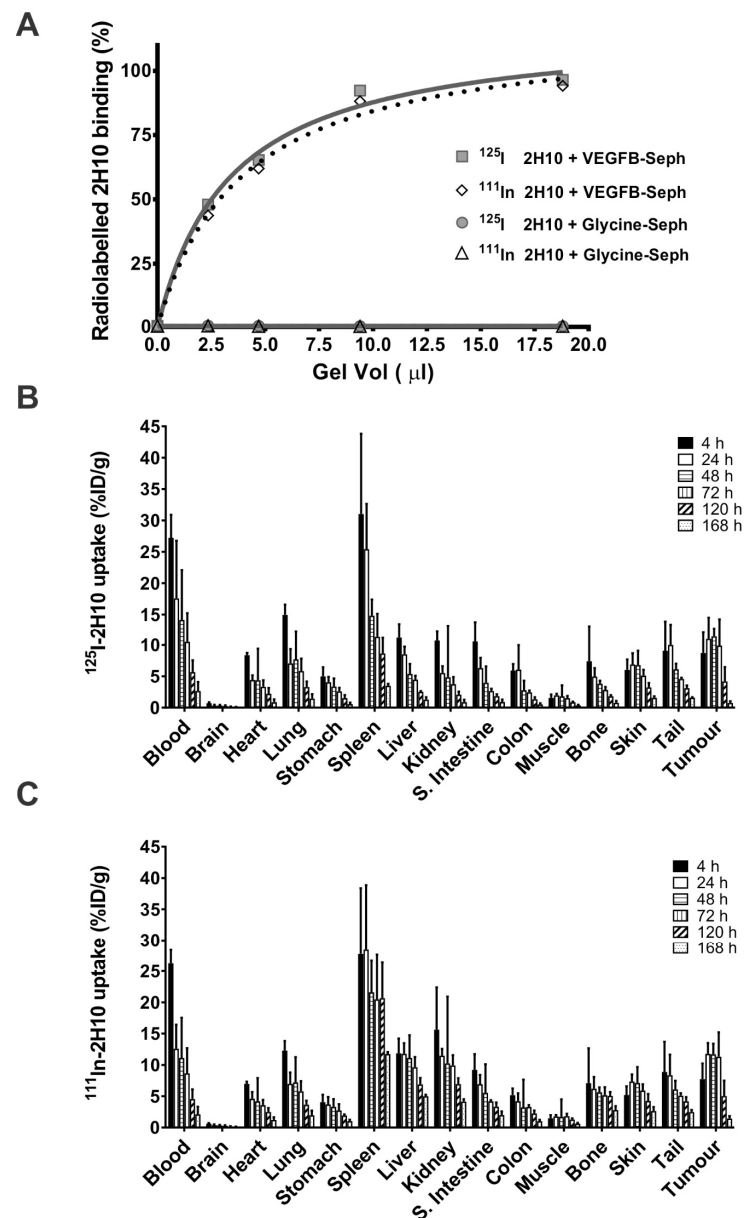 A
Radiolabelled 2H10 binding (%)
100
75
50
25
0
0.0 2.5 5.0 7.5 10.0 12.5 15.0 17.5 20.0
Gel Vol ( µl)
125I 2H10 + VEGFB-Seph
111In 2H10 + VEGFB-Seph
125I 2H10 + Glycine-Seph
111In 2H10 + Glycine-Seph
B
125I-2H10 uptake (%ID/g)
45
40
35
30
25
20
15
10
5
0
4 h
24 h
48 h
72 h
120 h
168 h
Blood
Brain
Heart
Lung
Stomach
Spleen
Liver
Kidney
S. Intestine
Colon
Muscle
Bone
Skin
Tail
Tumour
C
111In-2H10 uptake (%ID/g)
45
40
35
30
25
20
15
10
5
0
4 h
24 h
48 h
72 h
120 h
168 h
Blood
Brain
Heart
Lung
Stomach
Spleen
Liver
Kidney
S. Intestine
Colon
Muscle
Bone
Skin
Tail
Tumour